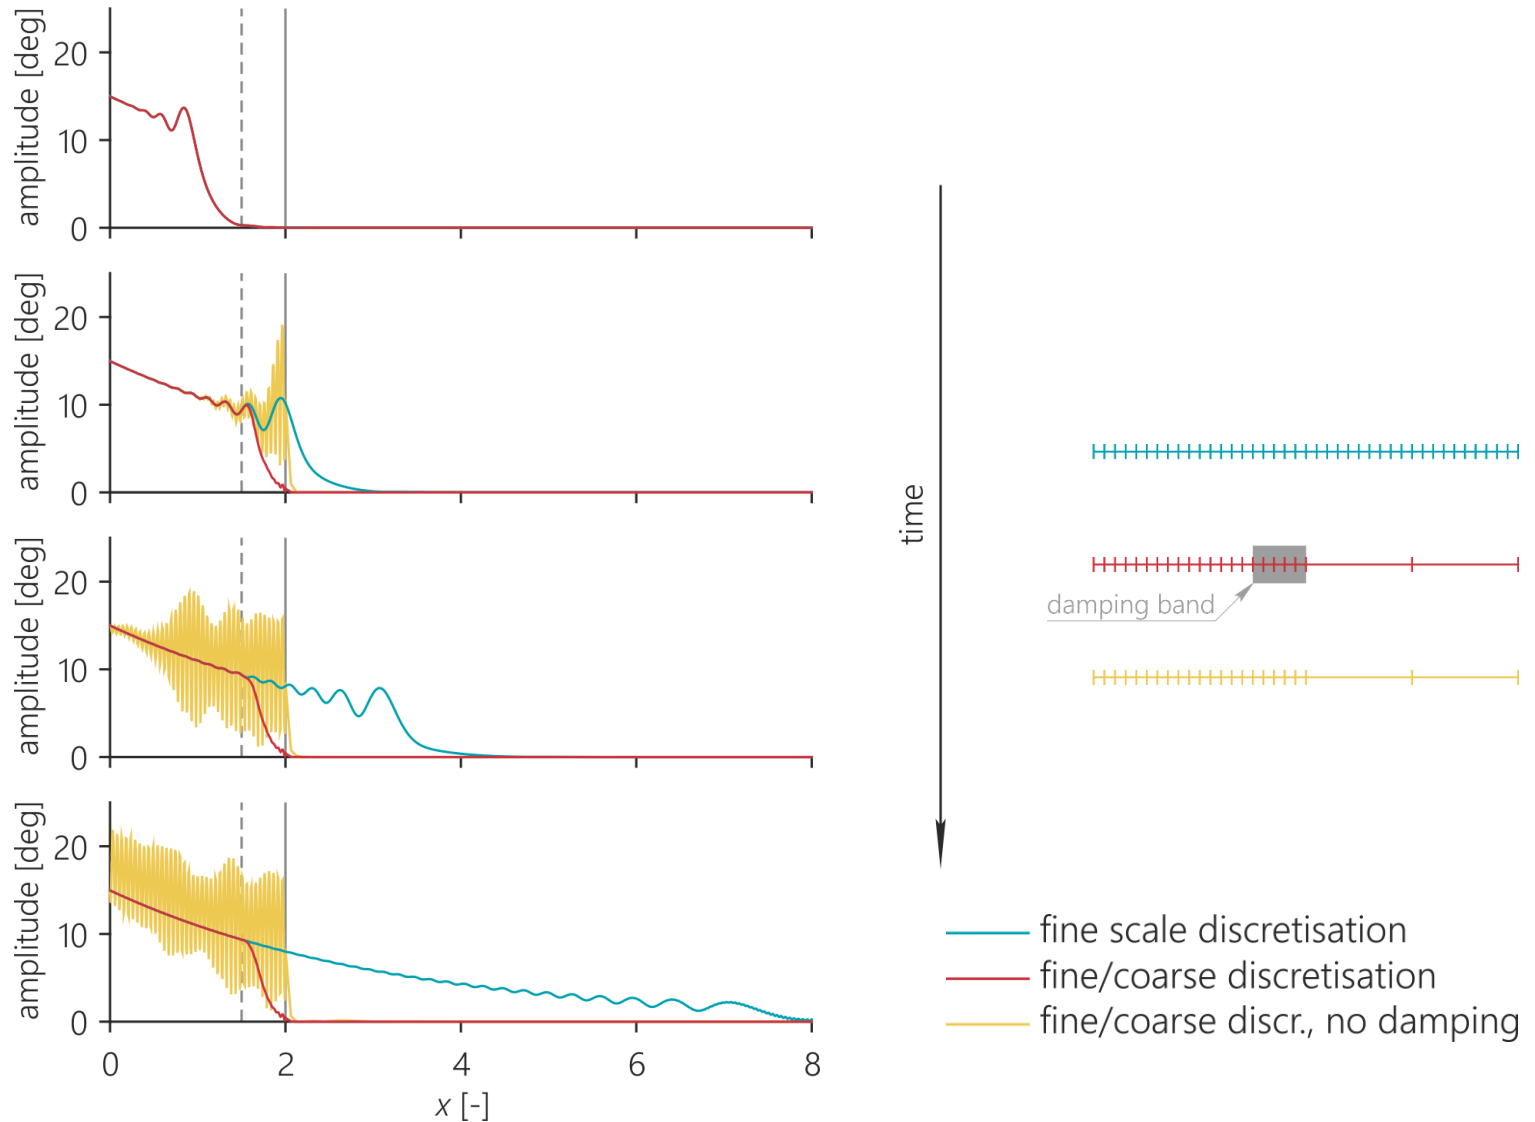 amplitude [deg]
20
10
0
amplitude [deg]
20
10
0
amplitude [deg]
20
10
0
amplitude [deg]
20
10
0
0 2 4 6 8
x [-]
time
damping band
fine scale discretisation
fine/coarse discretisation
fine/coarse discr., no damping